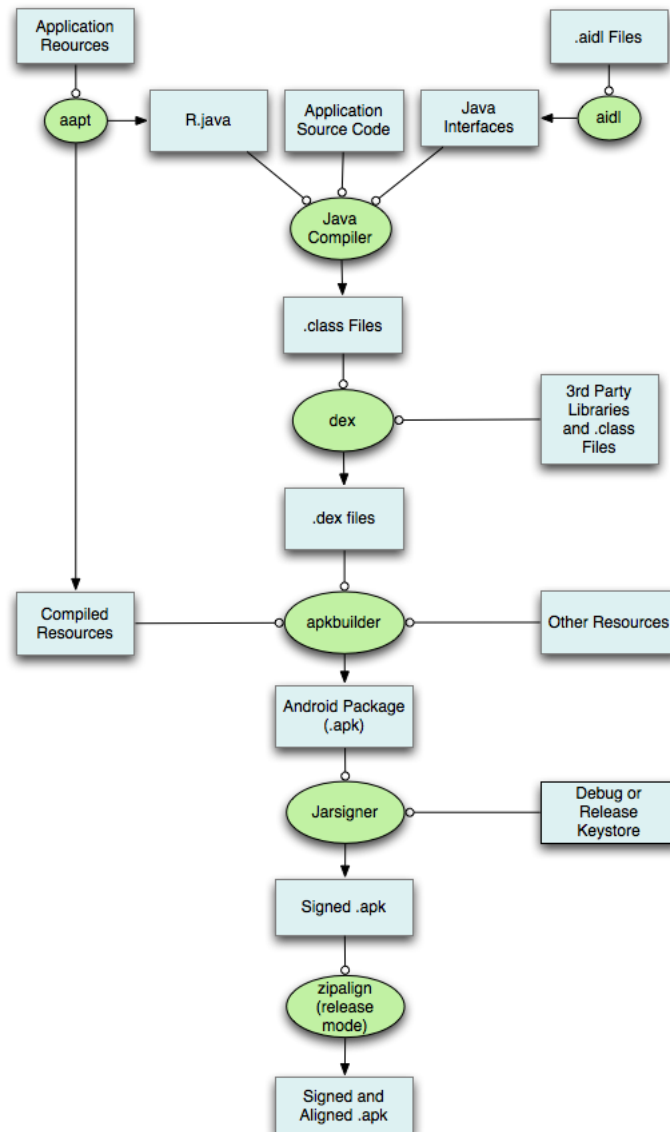 Application
Reources
.aidl Files
aapt
R.java
Application
Source Code
Java
Interfaces
aidl
Java
Compiler
.class Files
dex
3rd Party
Libraries
and .class
Files
.dex files
Compiled
Resources
apkbuilder
Other Resources
Android Package
(.apk)
Jarsigner
Debug or
Release
Keystore
Signed .apk
zipalign
(release
mode)
Signed and
Aligned .apk